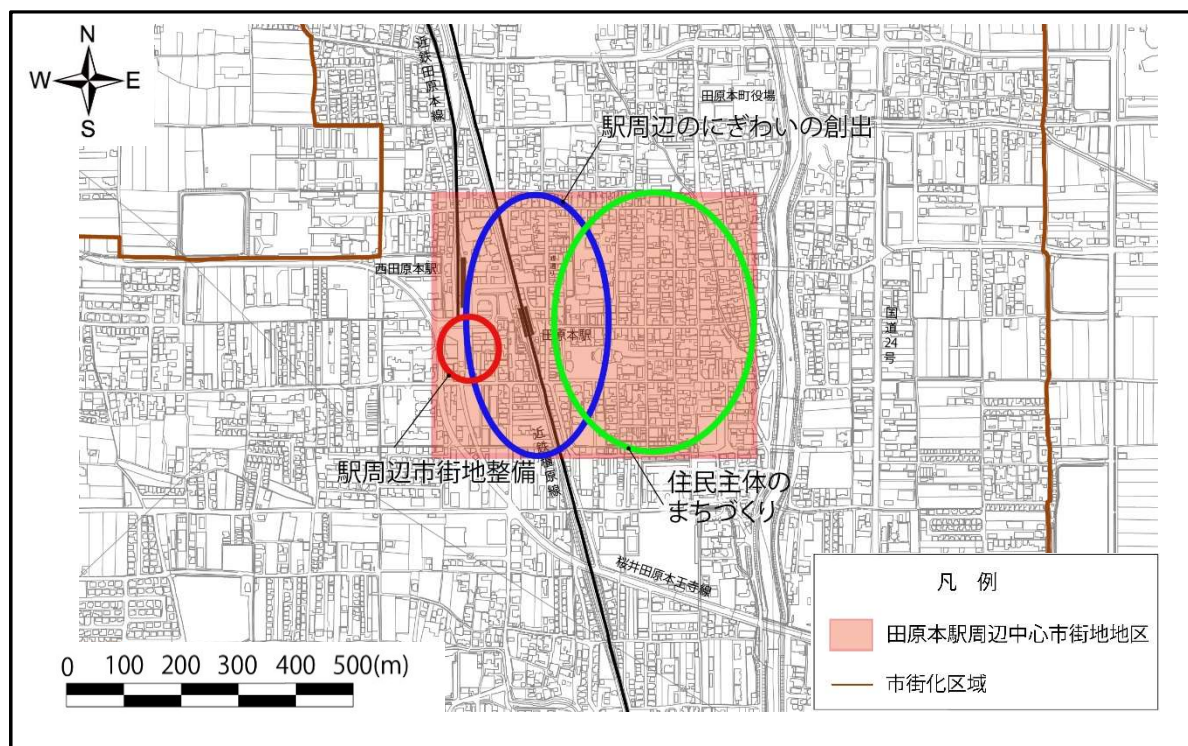 N
W E
S
近鉄田原本線
田原本町役場
駅周辺のにぎわいの創出
西田原本駅
田原本駅
国道24号
近鉄橿原線
駅周辺市街地整備
住民主体の
まちづくり
桜井田原本王寺線
凡 例
田原本駅周辺中心市街地地区
市街化区域
0 100 200 300 400 500(m)